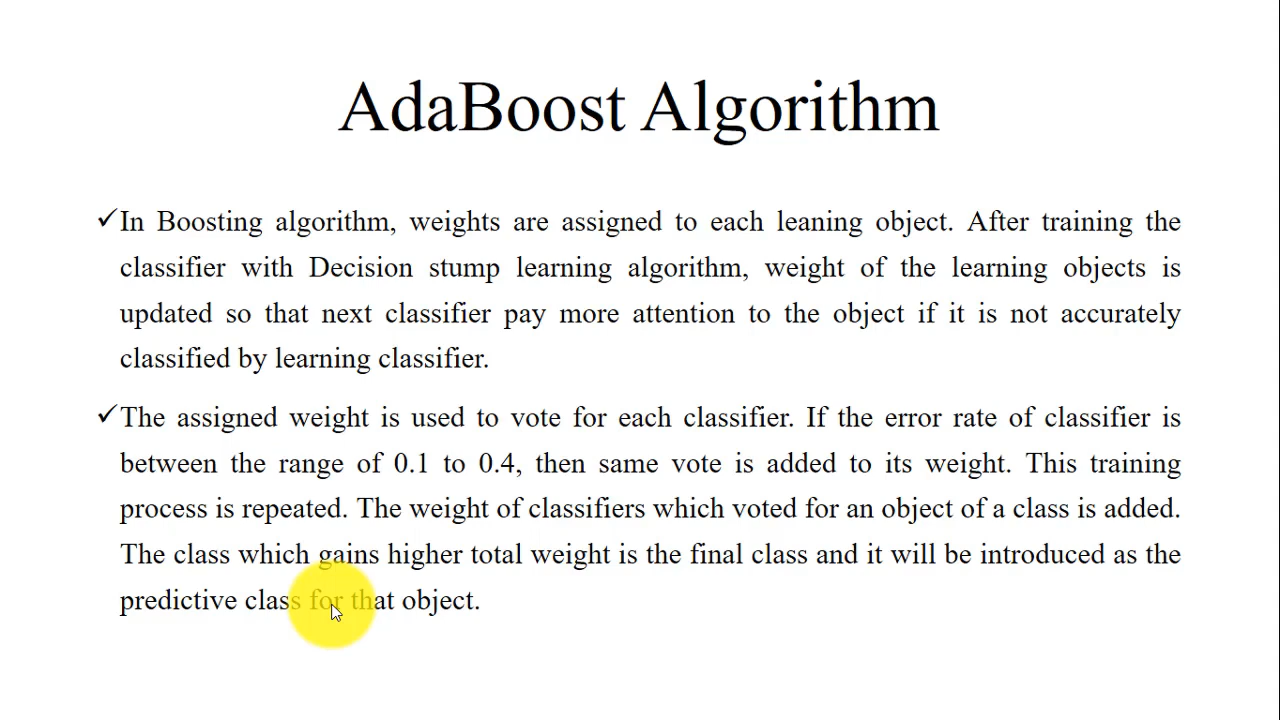 AdaBoost Algorithm
✓In Boosting algorithm, weights are assigned to each leaning object. After training the
classifier with Decision stump learning algorithm, weight of the learning objects is
updated so that next classifier pay more attention to the object if it is not accurately
classified by learning classifier.
✓The assigned weight is used to vote for each classifier. If the error rate of classifier is
between the range of 0.1 to 0.4, then same vote is added to its weight. This training
process is repeated. The weight of classifiers which voted for an object of a class is added.
The class which gains higher total weight is the final class and it will be introduced as the
predictive class for that object.